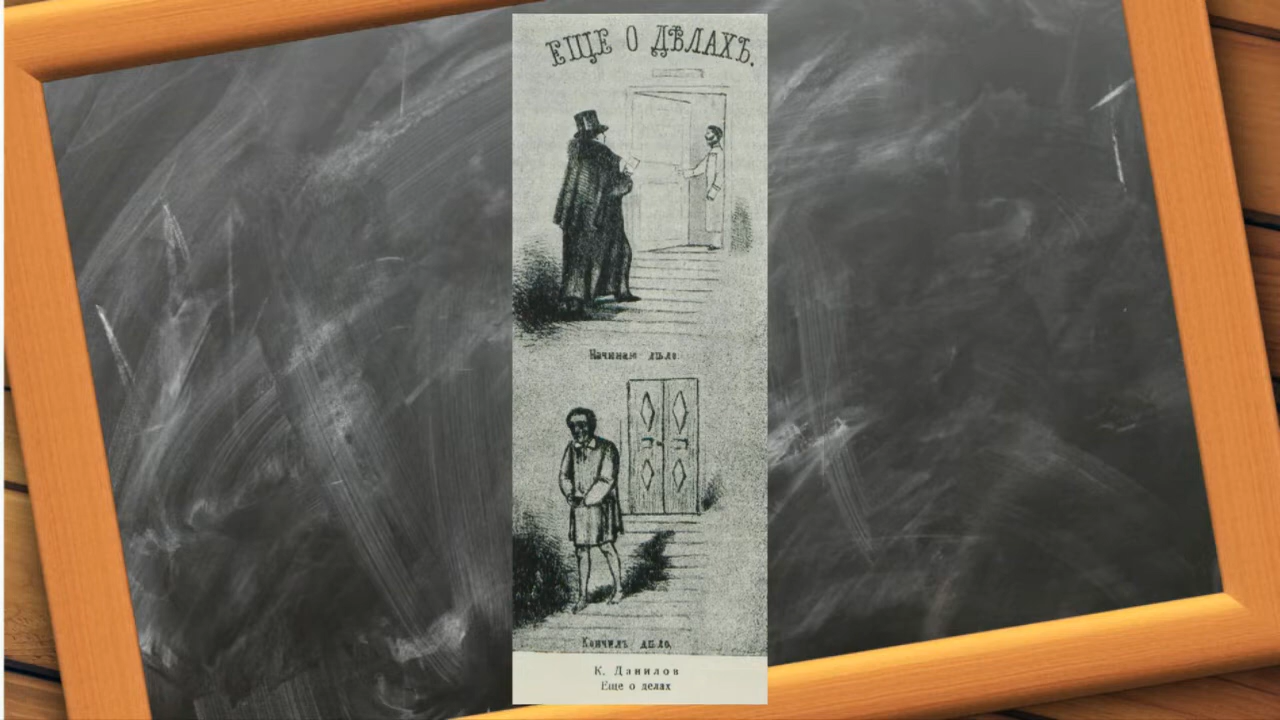 ЕЩЕ О ДѢЛАХЪ.
Начинаю дѣло
Кончилъ дѣло,
К. Данилов
Еще о делах